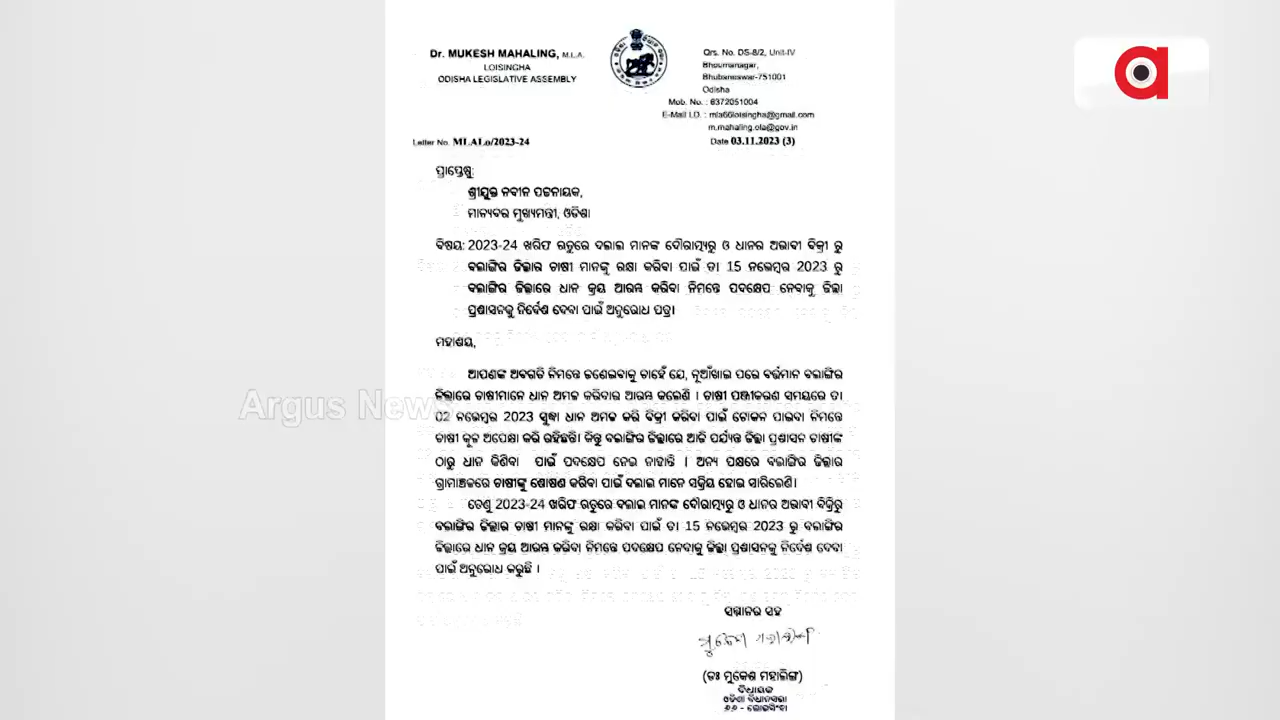 a
Dr. MUKESH MAHALING, M.L.A.
LOISINGHA
ODISHA LEGISLATIVE ASSEMBLY
Qrs. No. DS-8/2, Unit-IV
Bhoumanagar,
Bhubaneswar-751001
Odisha
Mob. No. : 6372051004
E-Mail I.D. : mla66loisingha@gmail.com
m.mahaling.ola@gov.in
Letter No. MLALo/2023-24
Date 03.11.2023 (3)
ପ୍ରାପ୍ତେଷୁ:
ଶ୍ରୀଯୁକ୍ତ ନବୀନ ପଟ୍ଟନାୟକ,
ମାନ୍ୟବର ମୁଖ୍ୟମନ୍ତ୍ରୀ, ଓଡିଶା
ବିଷୟ: 2023-24 ଖରିଫ ଋତୁରେ ଦଲାଲ ମାନଙ୍କ ଦୌରାତ୍ମ୍ୟରୁ ଓ ଧାନର ଅଭାବୀ ବିକ୍ରୀ ରୁ
ବଲାଙ୍ଗିର ଜିଲ୍ଲାର ଚାଷୀ ମାନଙ୍କୁ ରକ୍ଷା କରିବା ପାଇଁ ତା 15 ନଭେମ୍ବର 2023 ରୁ
ବଲାଙ୍ଗିର ଜିଲ୍ଲାରେ ଧାନ କ୍ରୟ ଆରମ୍ଭ କରିବା ନିମନ୍ତେ ପଦକ୍ଷେପ ନେବାକୁ ଜିଲ୍ଲା
ପ୍ରଶାସନକୁ ନିର୍ଦ୍ଦେଶ ଦେବା ପାଇଁ ଅନୁରୋଧ ପତ୍ର।
ମହାଶୟ,
ଆପଣଙ୍କ ଅବଗତି ନିମନ୍ତେ ଜଣେଇବାକୁ ଚାହେଁ ଯେ, ନୂଆଁଖାଇ ପରେ ବର୍ତ୍ତମାନ ବଲାଙ୍ଗିର
ଜିଲ୍ଲାରେ ଚାଷୀମାନେ ଧାନ ଅମଳ କରିବାର ଆରମ୍ଭ କଲେଣି । ଚାଷୀ ପଞ୍ଜୀକରଣ ସମୟରେ ତା
02 ନଭେମ୍ବର 2023 ସୁଦ୍ଧା ଧାନ ଅମଳ କରି ବିକ୍ରୀ କରିବା ପାଇଁ ଟୋକନ ପାଇବା ନିମନ୍ତେ
ଚାଷୀ କୂଳ ଅପେକ୍ଷା କରି ରହିଛନ୍ତି। କିନ୍ତୁ ବଲାଙ୍ଗିର ଜିଲ୍ଲାରେ ଆଜି ପର୍ଯ୍ୟନ୍ତ ଜିଲ୍ଲା ପ୍ରଶାସନ ଚାଷୀଙ୍କ
ଠାରୁ ଧାନ କିଣିବା ପାଇଁ ପଦକ୍ଷେପ ନେଇ ନାହାନ୍ତି । ଅନ୍ୟ ପକ୍ଷରେ ବଲାଙ୍ଗିର ଜିଲ୍ଲାର
ଗ୍ରାମାଞ୍ଚଳରେ ଚାଷୀଙ୍କୁ ଶୋଷଣ କରିବା ପାଇଁ ଦଲାଲ ମାନେ ସକ୍ରିୟ ହୋଇ ସାରିଲେଣି।
ତେଣୁ 2023-24 ଖରିଫ ଋତୁରେ ଦଲାଲ ମାନଙ୍କ ଦୌରାତ୍ମ୍ୟରୁ ଓ ଧାନର ଅଭାବୀ ବିକ୍ରିରୁ
ବଲାଙ୍ଗିର ଜିଲ୍ଲାର ଚାଷୀ ମାନଙ୍କୁ ରକ୍ଷା କରିବା ପାଇଁ ତା 15 ନଭେମ୍ବର 2023 ରୁ ବଲାଙ୍ଗିର
ଜିଲ୍ଲାରେ ଧାନ କ୍ରୟ ଆରମ୍ଭ କରିବା ନିମନ୍ତେ ପଦକ୍ଷେପ ନେବାକୁ ଜିଲ୍ଲା ପ୍ରଶାସନକୁ ନିର୍ଦ୍ଦେଶ ଦେବା
ପାଇଁ ଅନୁରୋଧ କରୁଛି ।
ସମ୍ମାନର ସହ
ମୁକେଶ ମହାଲିଙ୍ଗ
(ଡଃ ମୁକେଶ ମହାଲିଙ୍ଗ)
ବିଧାୟକ
ଓଡିଶା ବିଧାନସଭା
୬୬ - ଲୋଇସିଂହା
Argus News